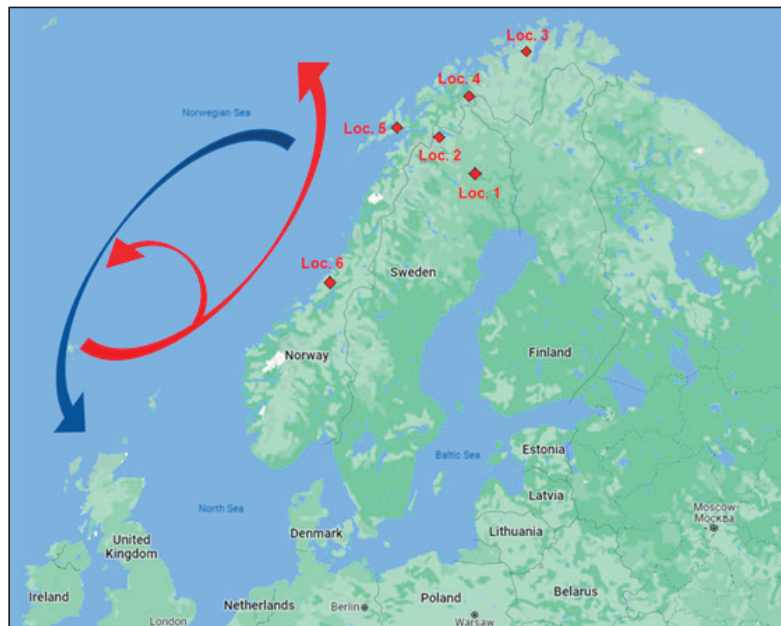 Loc. 3
Loc. 4
Norwegian Sea
Loc. 5
Loc. 2
Loc. 1
Loc. 6
Sweden
Norway
Finland
Estonia
Baltic Sea
Latvia
Moscow
Москва
North Sea
Denmark
Lithuania
United
Kingdom
Ireland
Belarus
Netherlands
Berlin
Poland
London
Warsaw